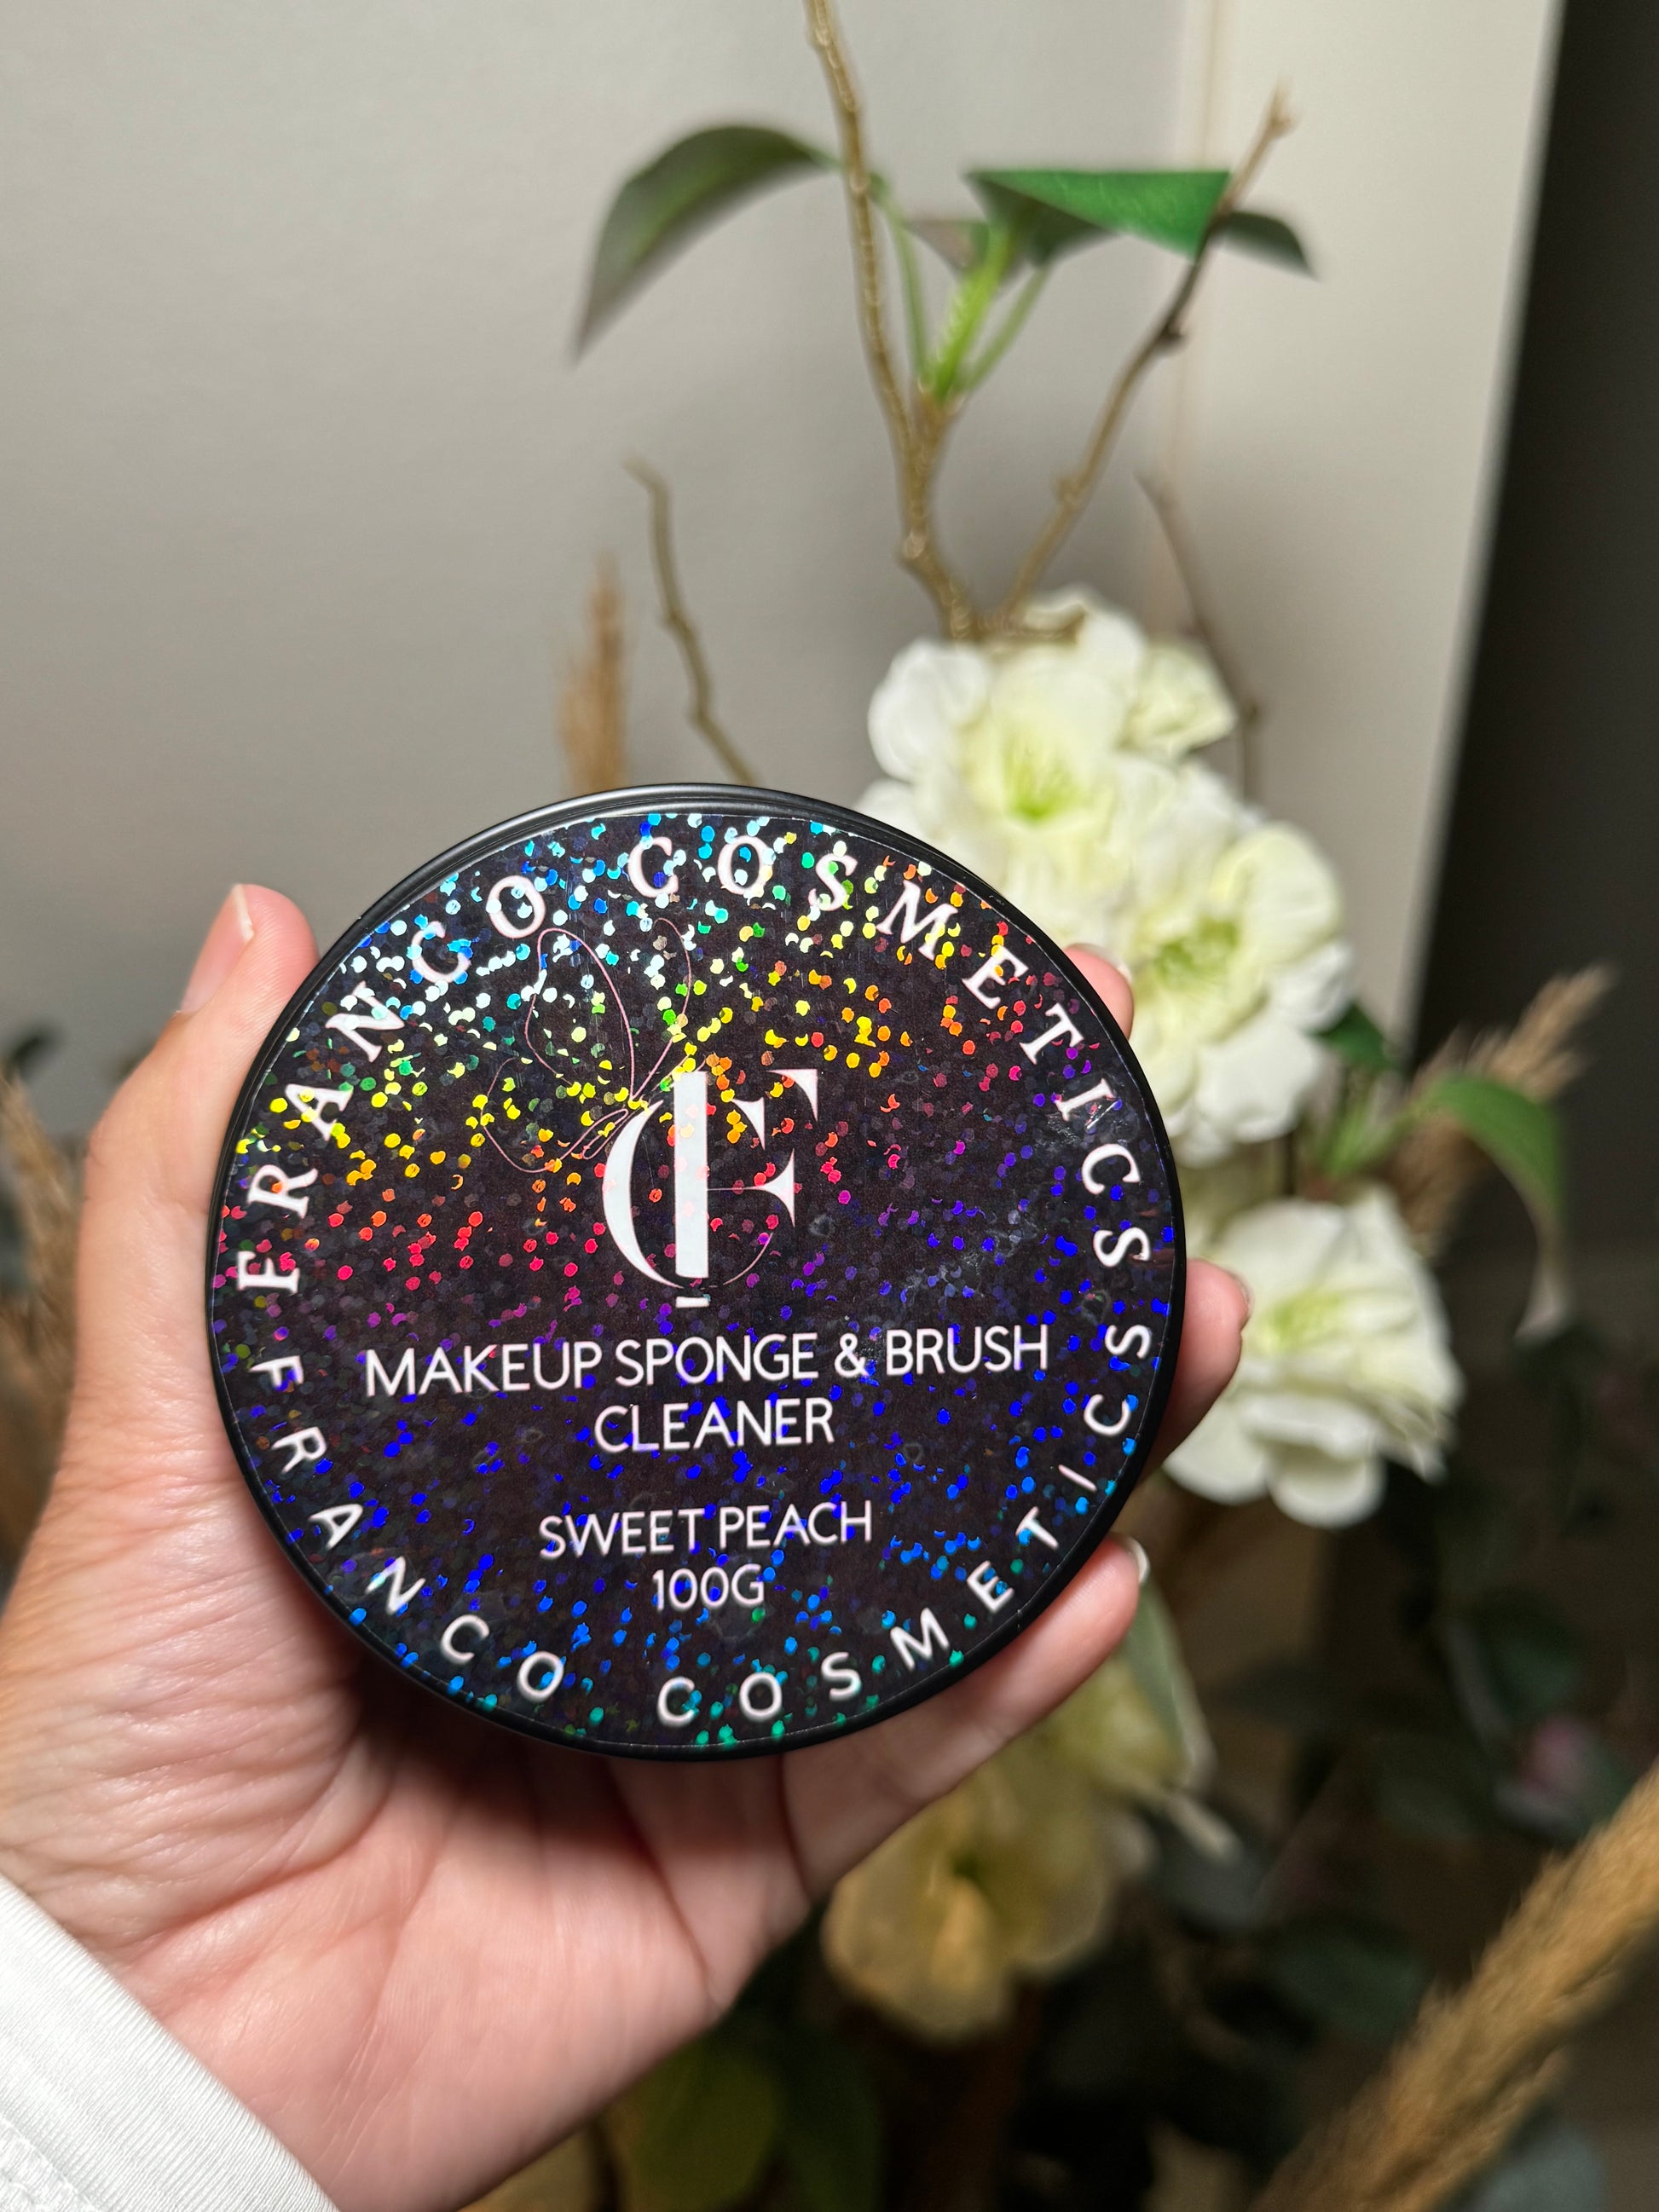 FRANCO COSMETICS
CF
MAKEUP SPONGE & BRUSH
CLEANER
SWEET PEACH
100G
FRANCO COSMETICS